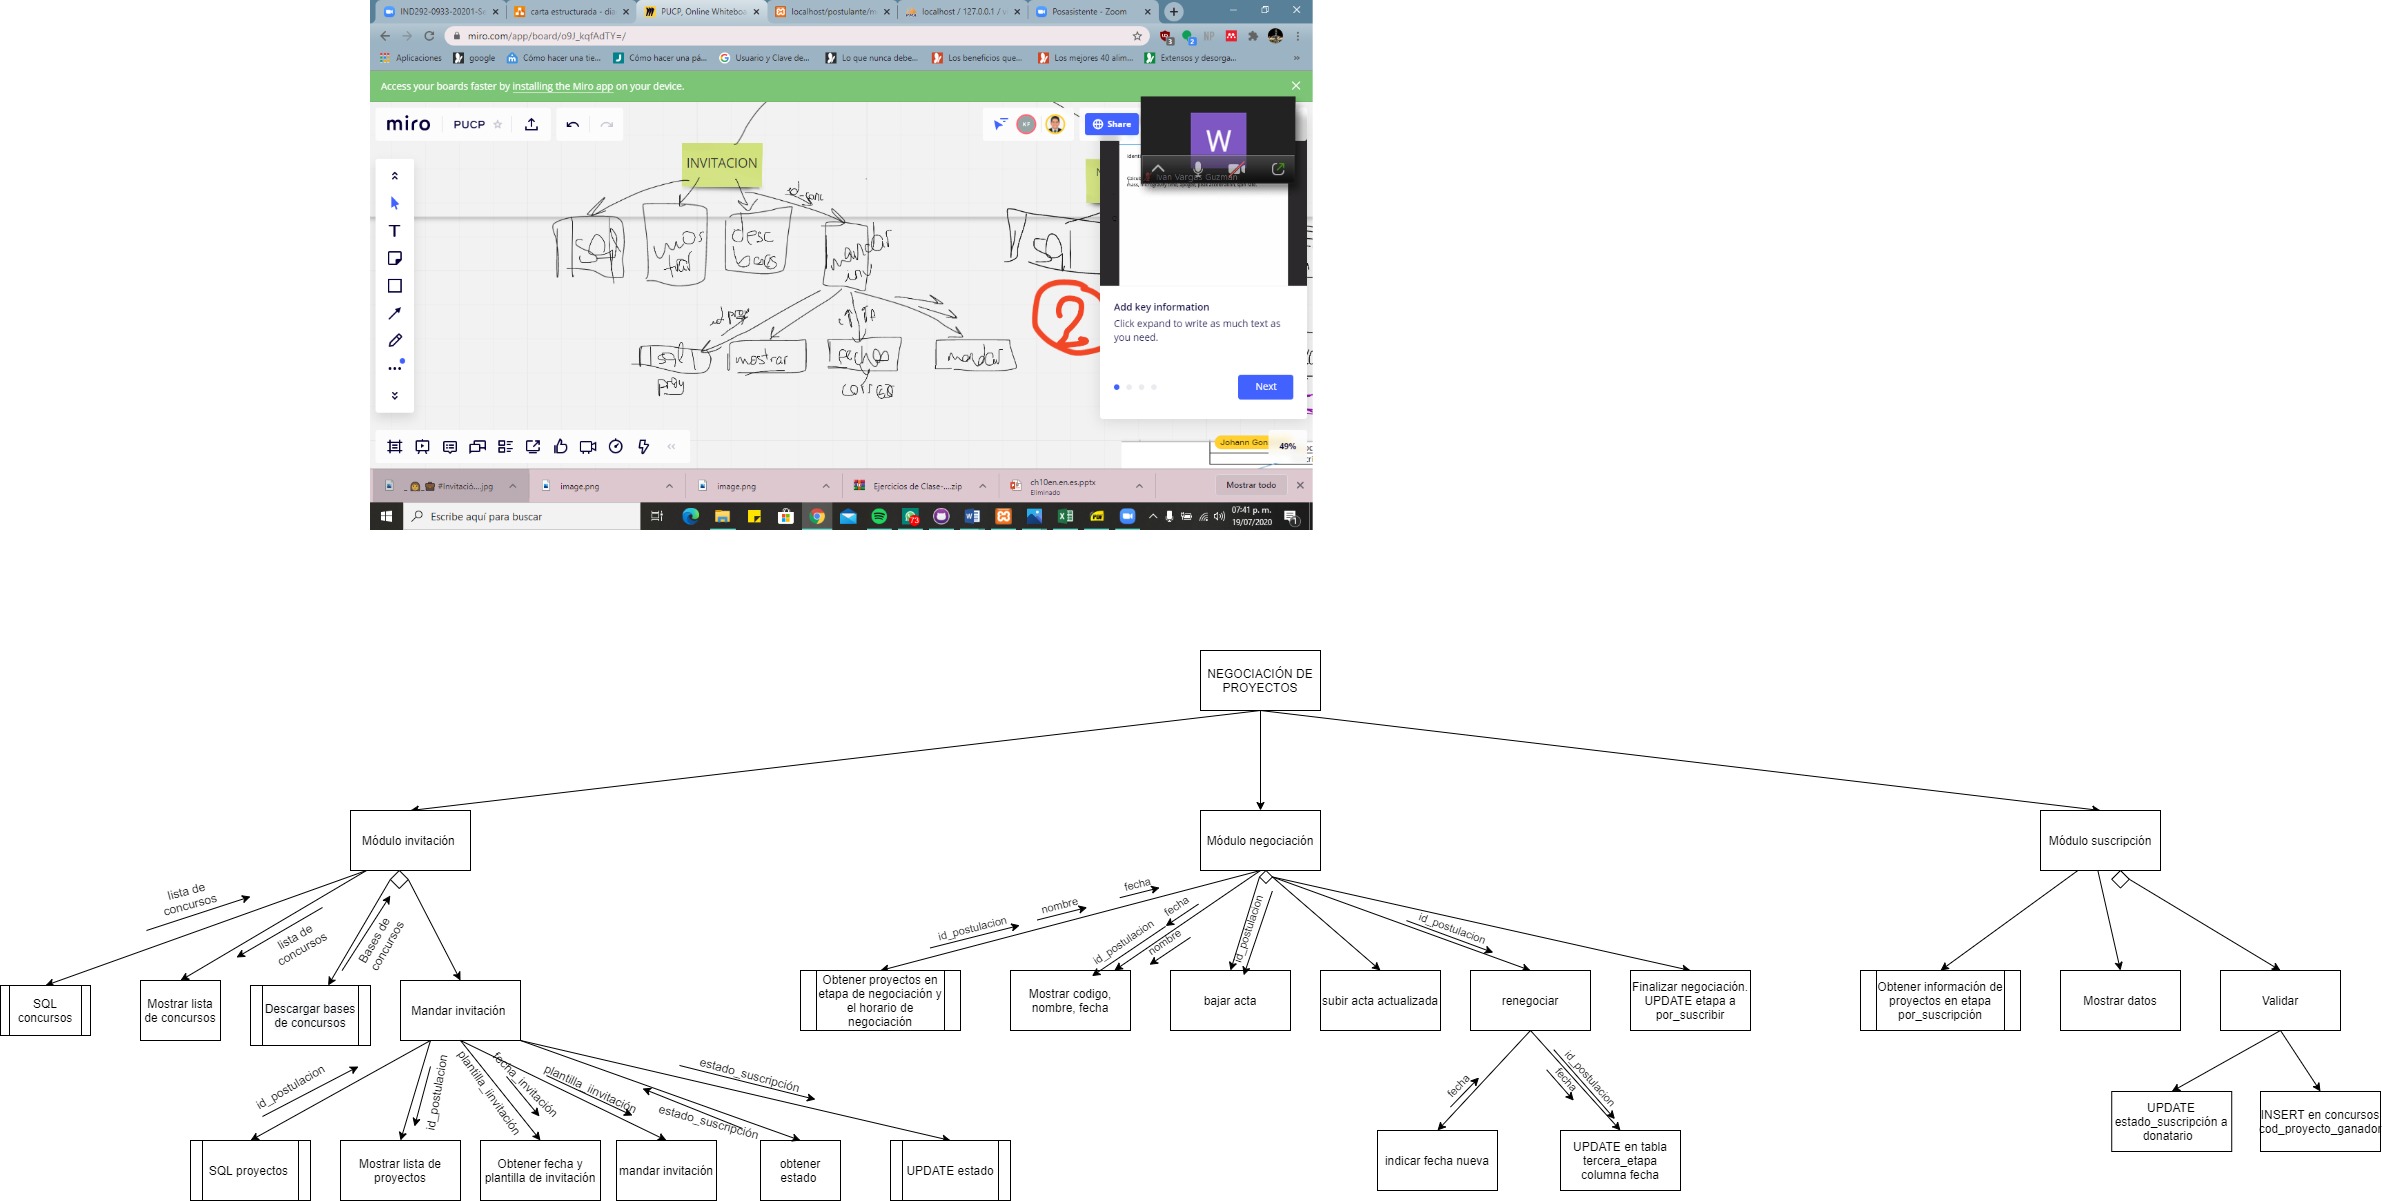 IND292-0933-20201-Se
carta estructurada - dia
PUCP, Online Whiteboa
localhost/postulante/m
localhost / 127.0.0.1 / v
Posasistente - Zoom
miro.com/app/board/o9J_kqfAdTY=/
Aplicaciones
google
Cómo hacer una tie...
Cómo hacer una pá...
Usuario y Clave de...
Lo que nunca debe...
Los beneficios que...
Los mejores 40 alim...
Extensos y desorga...
Access your boards faster by installing the Miro app on your device.
miro
PUCP
Share
W
Ivan Vargas Guzmán
INVITACION
id-conc
sql
mos
trar
desc
bases
mandar
inv
sql
id proy
sql
proy
mostrar
fechas
correo
mandar
2
Add key information
Click expand to write as much text as
you need.
Next
Johann Gon
49%
#Invitació....jpg
image.png
image.png
Ejercicios de Clase-....zip
ch10en.en.es.pptx
Eliminado
Mostrar todo
Escribe aquí para buscar
73
07:41 p. m.
19/07/2020
NEGOCIACIÓN DE
PROYECTOS
Módulo invitación
Módulo negociación
Módulo suscripción
lista de
concursos
lista de
concursos
Bases de
concursos
id_postulacion
nombre
fecha
id_postulacion
fecha
nombre
id_postulacion
id_postulacion
SQL
concursos
Mostrar lista
de concursos
Descargar bases
de concursos
Mandar invitación
Obtener proyectos en
etapa de negociación y
el horario de
negociación
Mostrar codigo,
nombre, fecha
bajar acta
subir acta actualizada
renegociar
Finalizar negociación.
UPDATE etapa a
por_suscribir
Obtener información de
proyectos en etapa
por_suscripción
Mostrar datos
Validar
id_postulacion
id_postulacion
plantilla_iinvitación
fecha_invitación
plantilla_iinvitación
estado_suscripción
estado_suscripción
fecha
id_postulacion
fecha
SQL proyectos
Mostrar lista de
proyectos
Obtener fecha y
plantilla de invitación
mandar invitación
obtener
estado
UPDATE estado
indicar fecha nueva
UPDATE en tabla
tercera_etapa
columna fecha
UPDATE
estado_suscripción a
donatario
INSERT en concursos
cod_proyecto_ganador